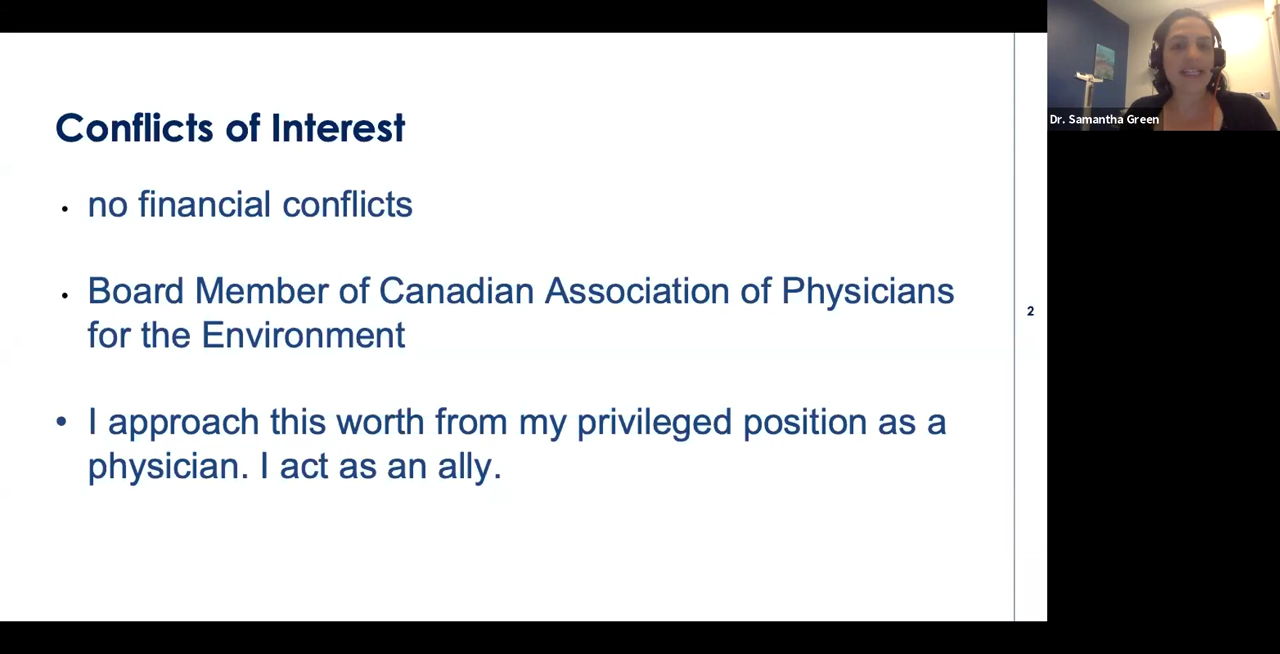 Conflicts of Interest
• no financial conflicts
• Board Member of Canadian Association of Physicians
for the Environment
• I approach this worth from my privileged position as a
physician. I act as an ally.
2
Dr. Samantha Green